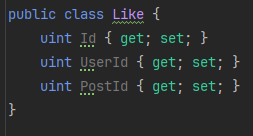 public class Like {
    uint Id { get; set; }
    uint UserId { get; set; }
    uint PostId { get; set; }
}